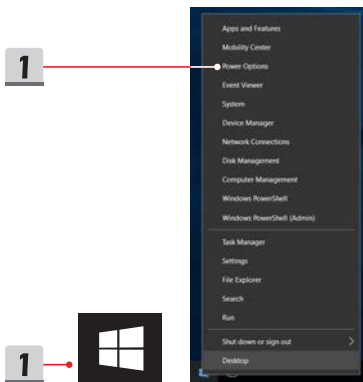 Apps and Features
Mobility Center
1
Power Options
Event Viewer
System
Device Manager
Network Connections
Disk Management
Computer Management
Windows PowerShell
Windows PowerShell (Admin)
Task Manager
Settings
File Explorer
Search
Run
Shut down or sign out
1
Desktop